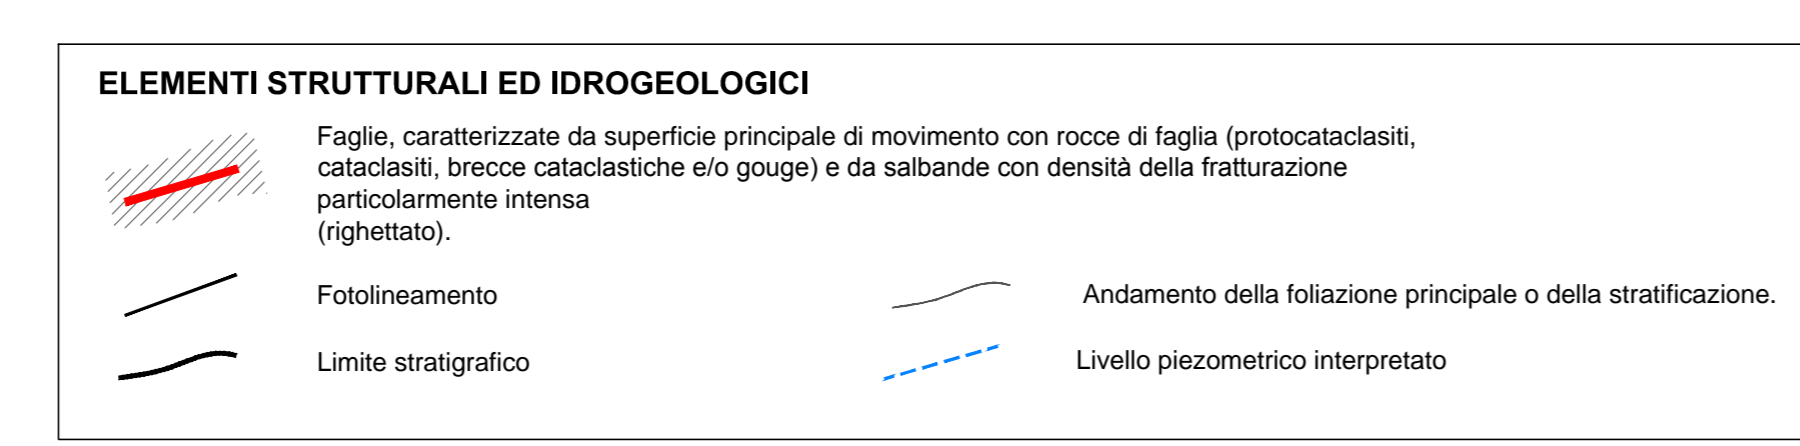 ELEMENTI STRUTTURALI ED IDROGEOLOGICI
Faglie, caratterizzate da superficie principale di movimento con rocce di faglia (protocataclasiti,
cataclasiti, brecce cataclastiche e/o gouge) e da salbande con densità della fratturazione
particolarmente intensa
(righettato).
Fotolineamento
Andamento della foliazione principale o della stratificazione.
Limite stratigrafico
Livello piezometrico interpretato